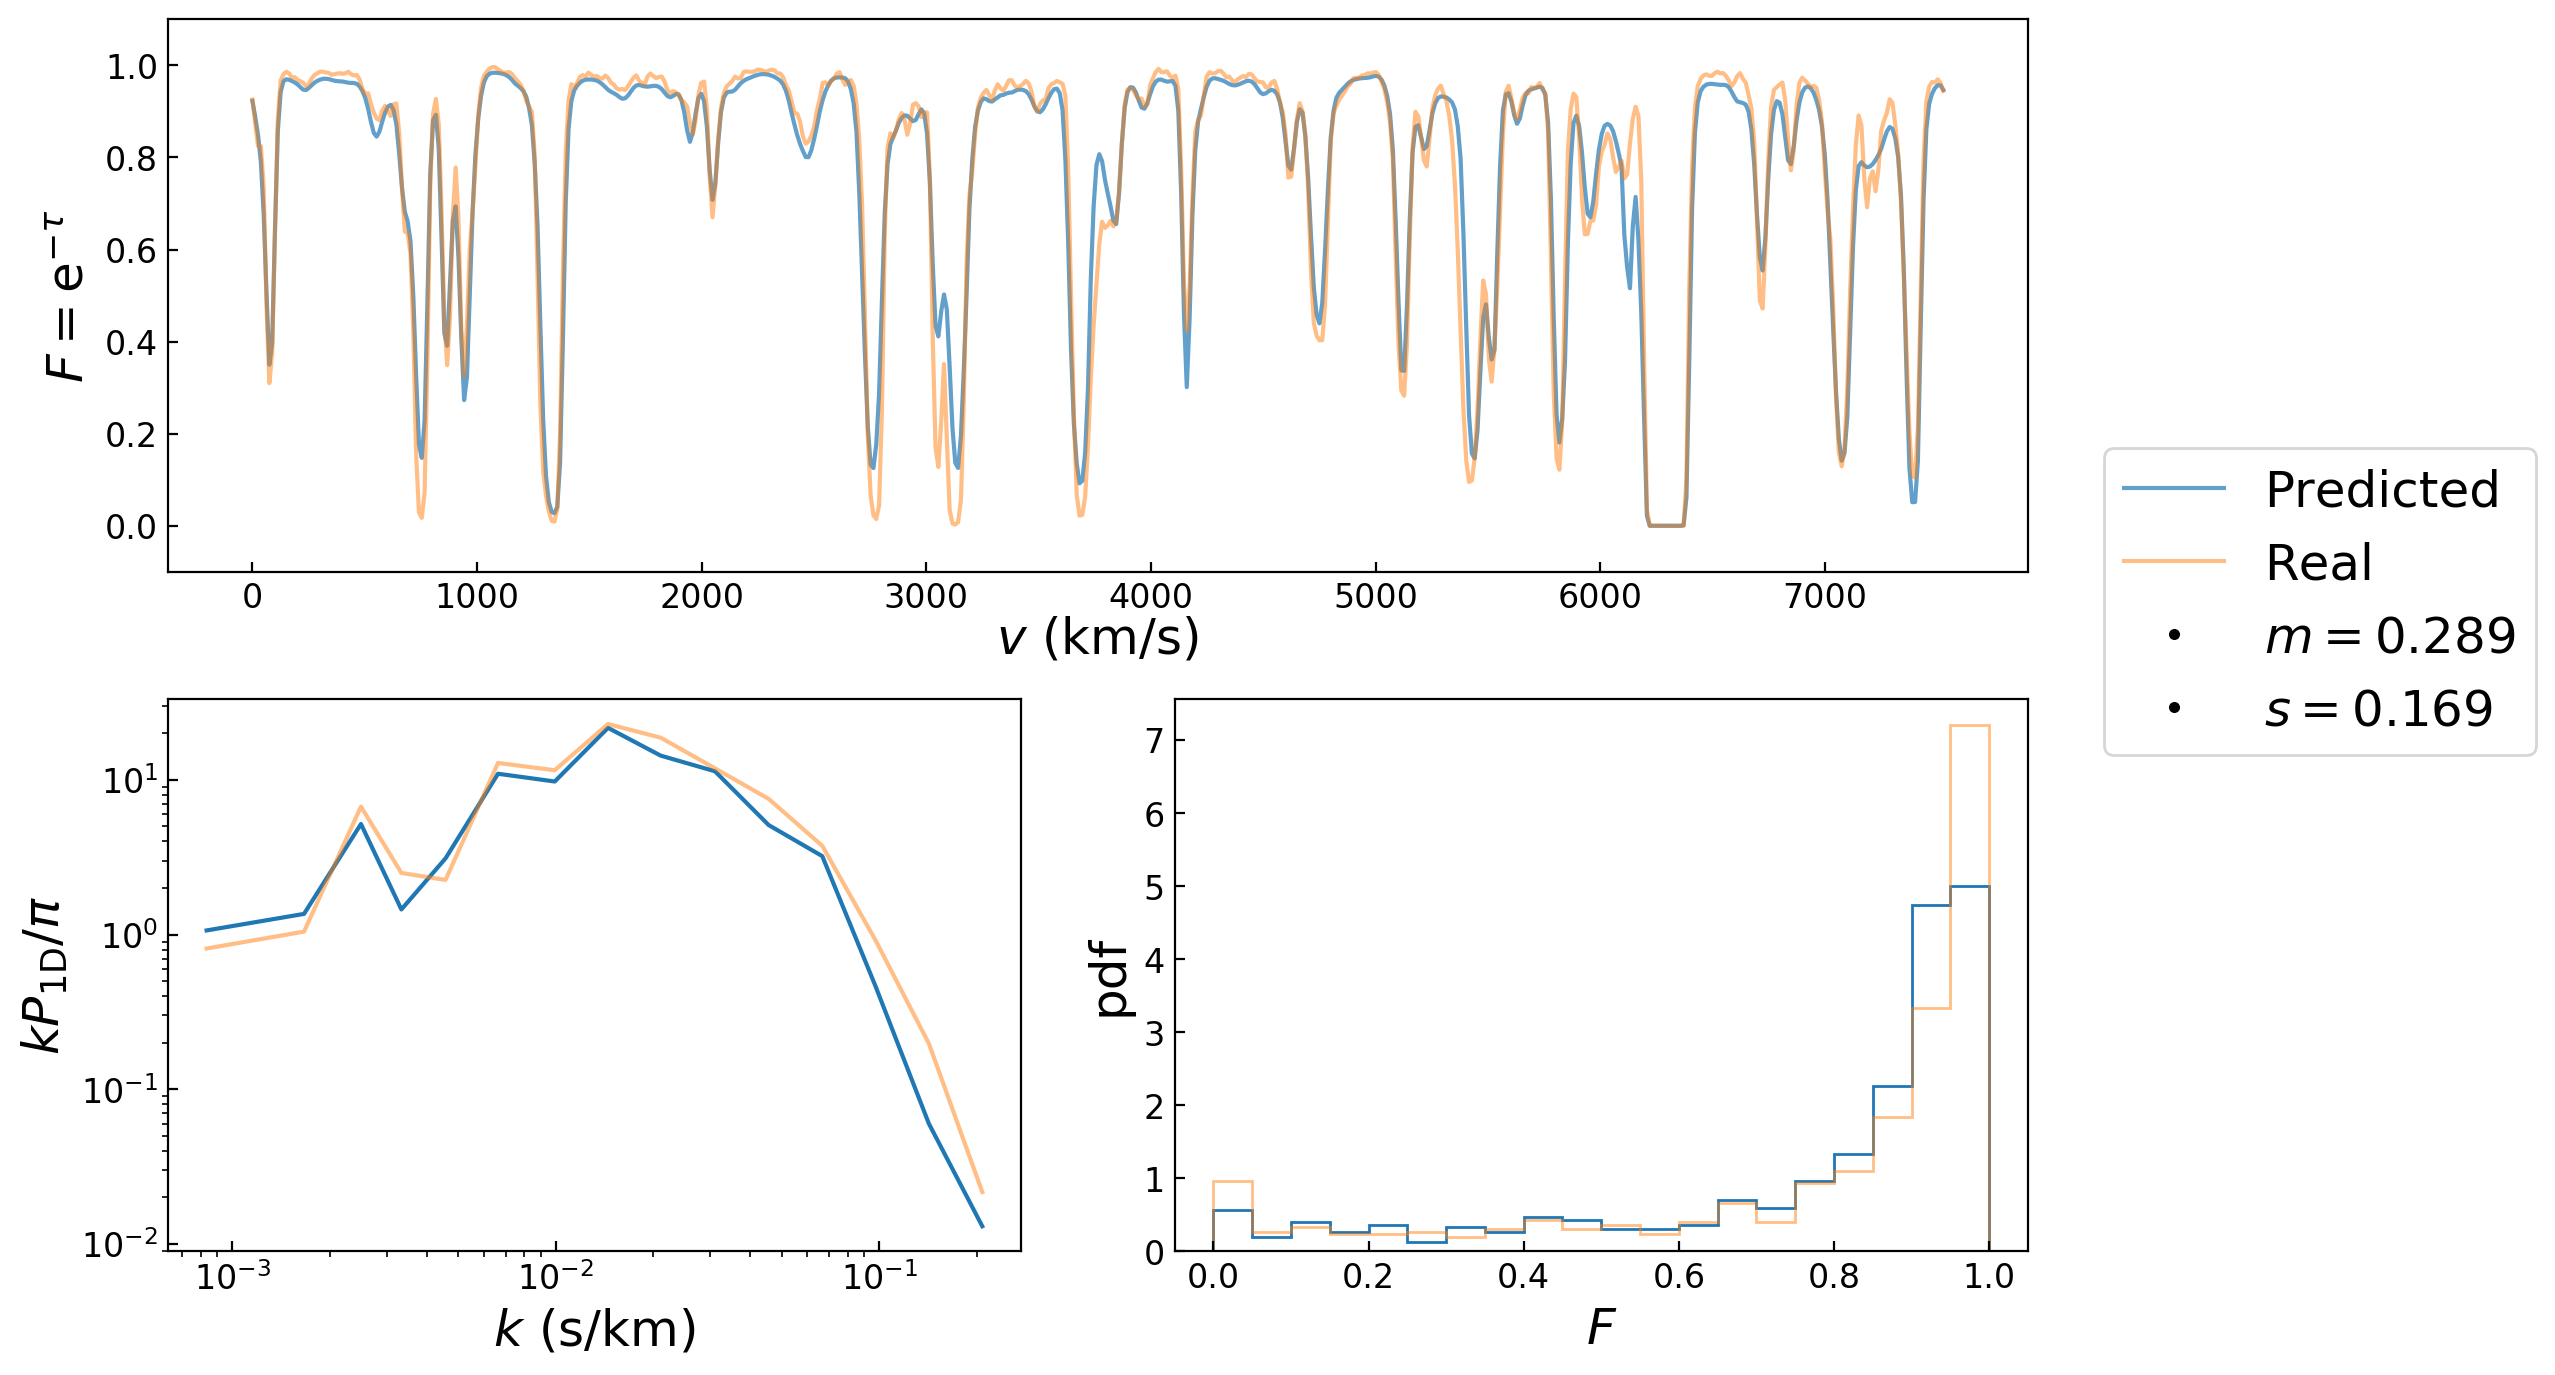 1.0
0.8
0.6
0.4
0.2
0.0
F = e^{−τ}
0 1000 2000 3000 4000 5000 6000 7000
v (km/s)
Predicted
Real
m = 0.289
s = 0.169
10^1
10^0
10^{−1}
10^{−2}
kP_{1D}/π
10^{−3} 10^{−2} 10^{−1}
k (s/km)
7
6
5
4
3
2
1
0
pdf
0.0 0.2 0.4 0.6 0.8 1.0
F